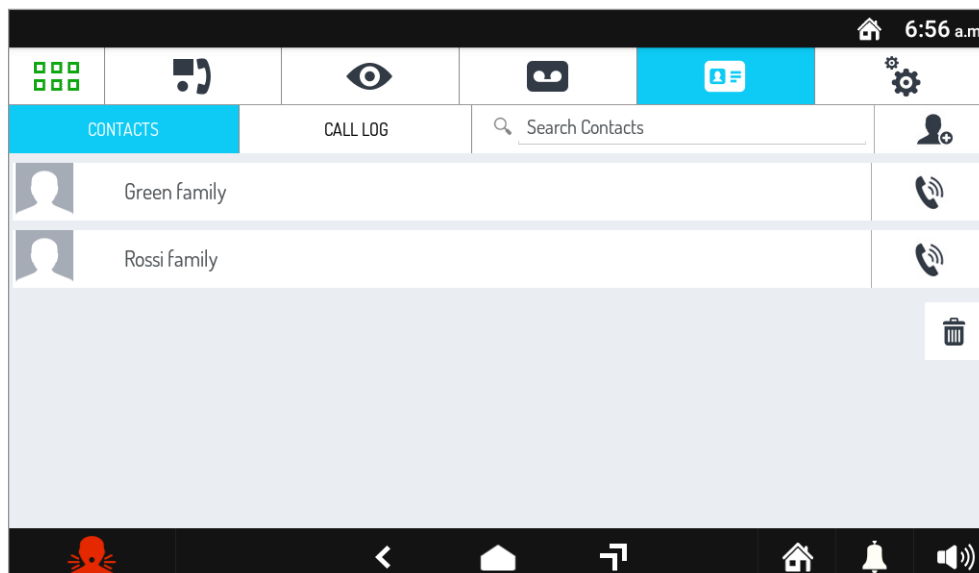 6:56 a.m
CONTACTS
CALL LOG
Search Contacts
Green family
Rossi family